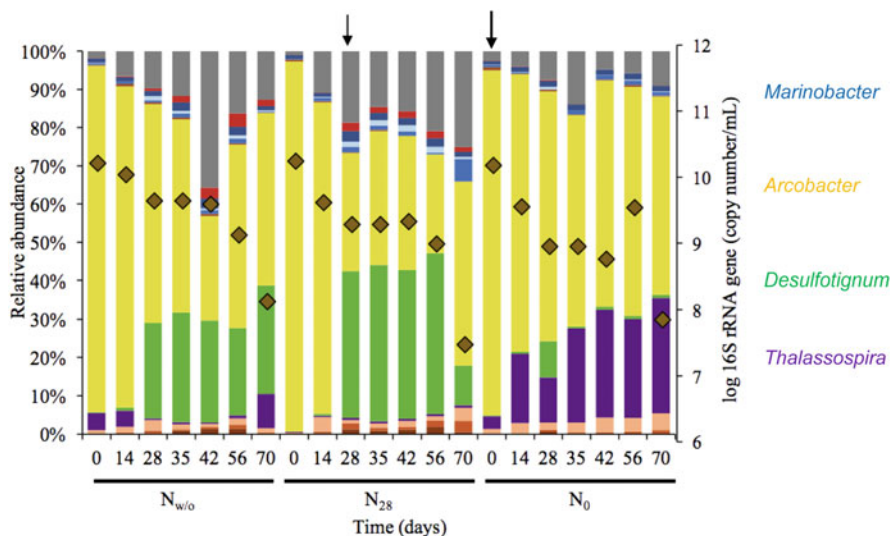 100%
90%
80%
70%
60%
50%
40%
30%
20%
10%
0%
Relative abundance
12
11
10
9
8
7
6
log 16S rRNA gene (copy number/mL)
Marinobacter
Arcobacter
Desulfotignum
Thalassospira
0 14 28 35 42 56 70 0 14 28 35 42 56 70 0 14 28 35 42 56 70
Nw/o N28 N0
Time (days)